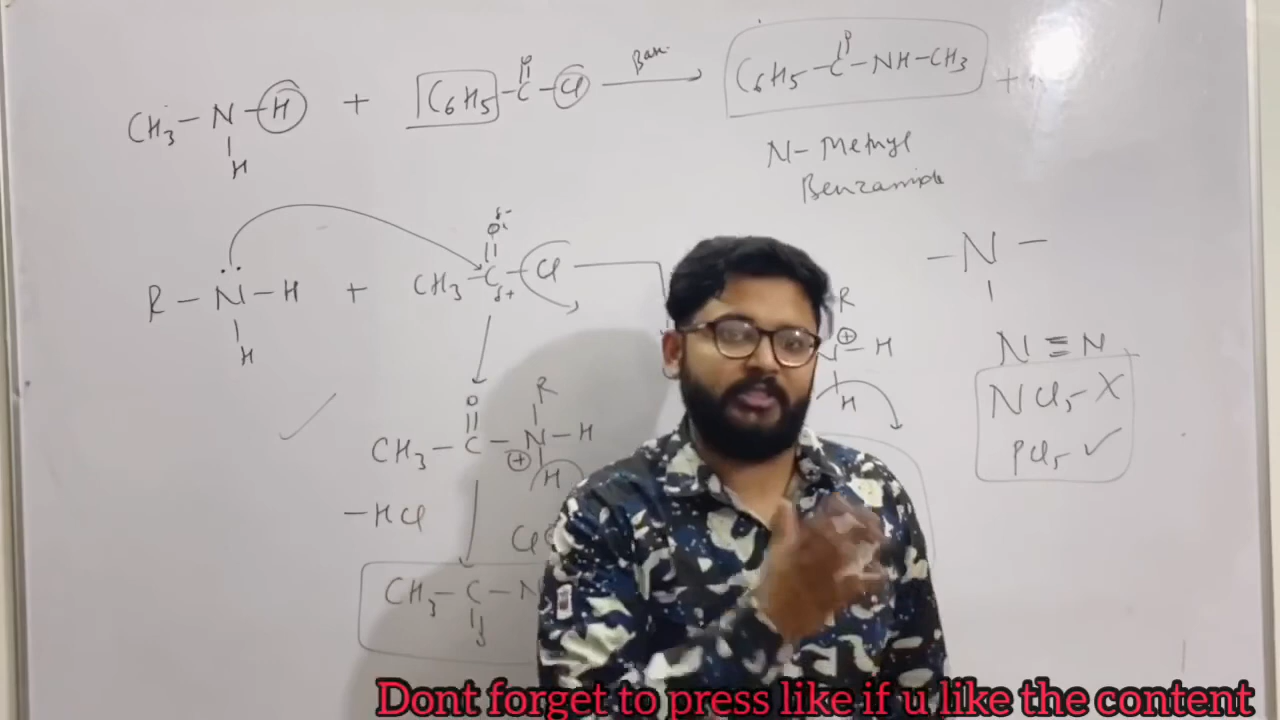 CH3 – N – H + C6H5 – C – Cl Base C6H5 – C – NH – CH3 +
O O
H
N- Methyl
Benzamide
R – N – H + CH3 – C – Cl
δ- O
δ+
H
R
N – H
⊕
H
– N –
N ≡ N
NCl5 – X
PCl5 ✓
O R
CH3 – C – N – H
⊕ H
–HCl
Cl
CH3 – C – N
Dont forget to press like if u like the content